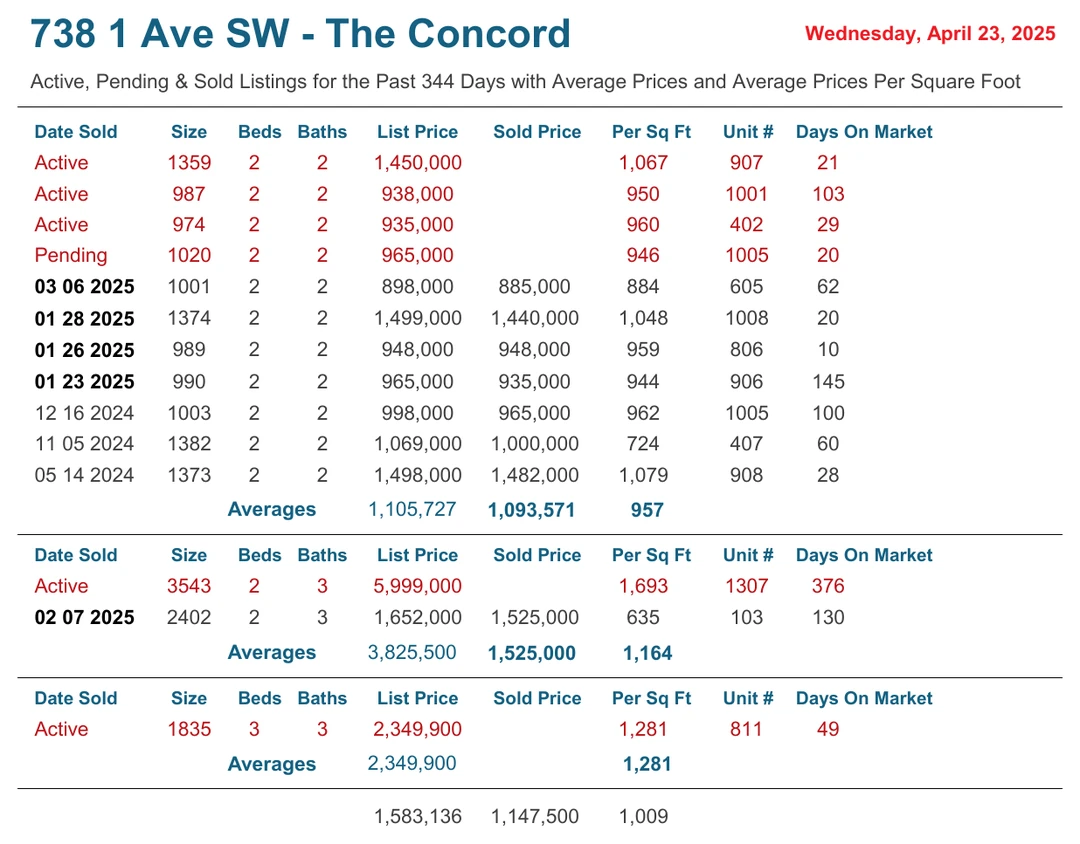 738 1 Ave SW - The Concord
Wednesday, April 23, 2025
Active, Pending & Sold Listings for the Past 344 Days with Average Prices and Average Prices Per Square Foot
Date Sold Size Beds Baths List Price Sold Price Per Sq Ft Unit # Days On Market
Active 1359 2 2 1,450,000 1,067 907 21
Active 987 2 2 938,000 950 1001 103
Active 974 2 2 935,000 960 402 29
Pending 1020 2 2 965,000 946 1005 20
03 06 2025 1001 2 2 898,000 885,000 884 605 62
01 28 2025 1374 2 2 1,499,000 1,440,000 1,048 1008 20
01 26 2025 989 2 2 948,000 948,000 959 806 10
01 23 2025 990 2 2 965,000 935,000 944 906 145
12 16 2024 1003 2 2 998,000 965,000 962 1005 100
11 05 2024 1382 2 2 1,069,000 1,000,000 724 407 60
05 14 2024 1373 2 2 1,498,000 1,482,000 1,079 908 28
Averages 1,105,727 1,093,571 957
Date Sold Size Beds Baths List Price Sold Price Per Sq Ft Unit # Days On Market
Active 3543 2 3 5,999,000 1,693 1307 376
02 07 2025 2402 2 3 1,652,000 1,525,000 635 103 130
Averages 3,825,500 1,525,000 1,164
Date Sold Size Beds Baths List Price Sold Price Per Sq Ft Unit # Days On Market
Active 1835 3 3 2,349,900 1,281 811 49
Averages 2,349,900 1,281
1,583,136 1,147,500 1,009